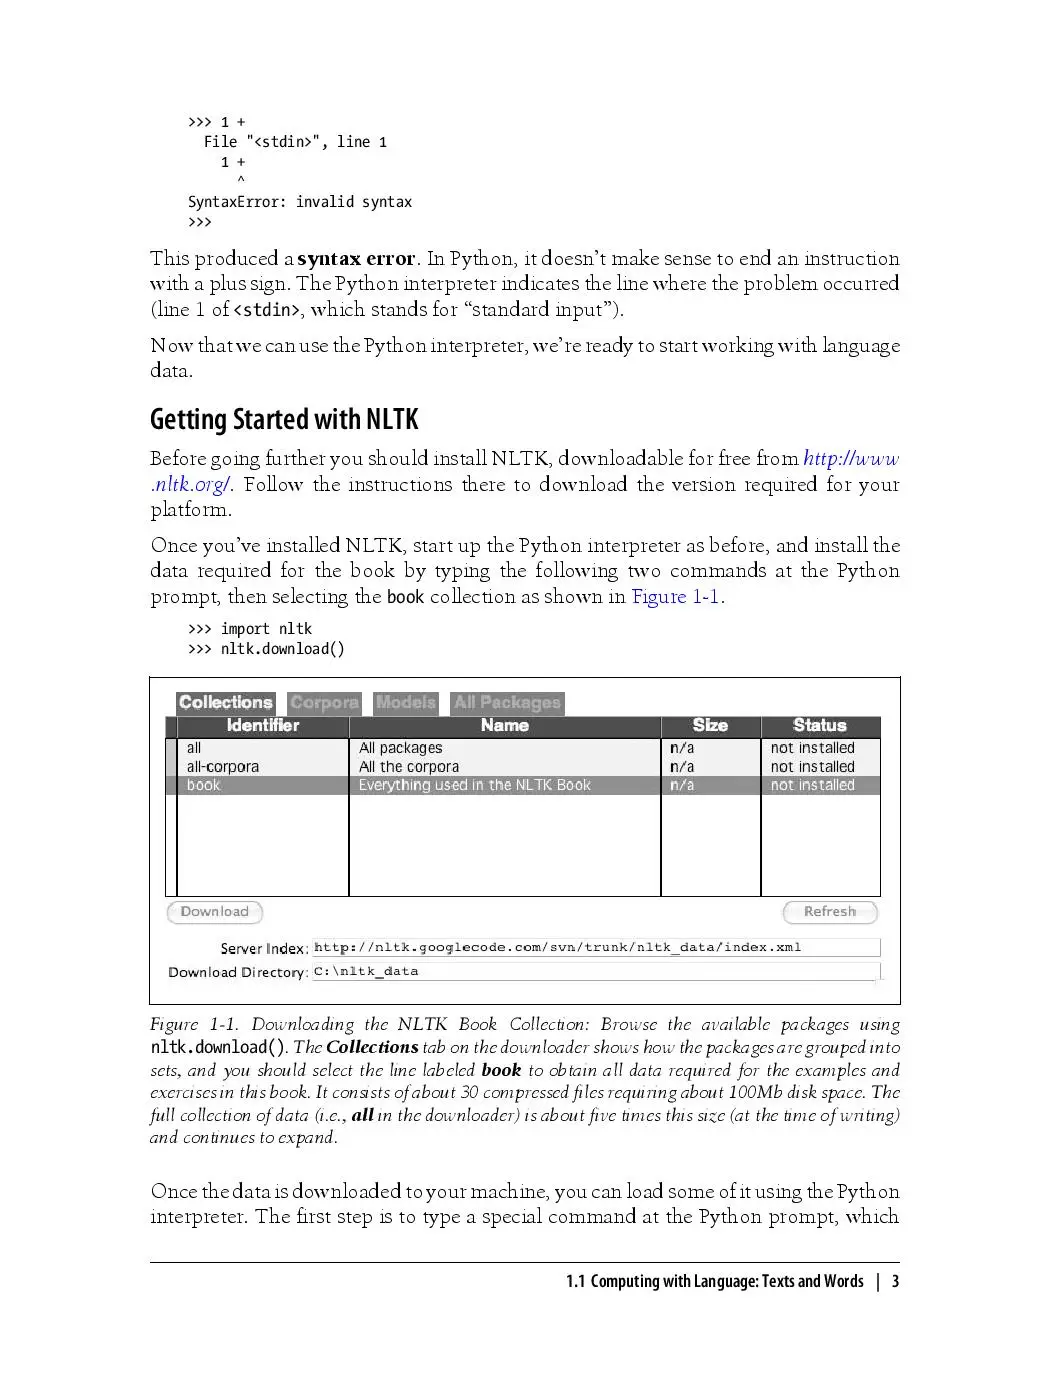 >>> 1 +
  File "<stdin>", line 1
    1 +
      ^
SyntaxError: invalid syntax
>>>
This produced a syntax error. In Python, it doesn’t make sense to end an instruction
with a plus sign. The Python interpreter indicates the line where the problem occurred
(line 1 of <stdin>, which stands for “standard input”).
Now that we can use the Python interpreter, we’re ready to start working with language
data.
Getting Started with NLTK
Before going further you should install NLTK, downloadable for free from http://www
.nltk.org/. Follow the instructions there to download the version required for your
platform.
Once you’ve installed NLTK, start up the Python interpreter as before, and install the
data required for the book by typing the following two commands at the Python
prompt, then selecting the book collection as shown in Figure 1-1.
>>> import nltk
>>> nltk.download()
Collections Corpora Models All Packages
Identifier Name Size Status
all All packages n/a not installed
all-corpora All the corpora n/a not installed
book Everything used in the NLTK Book n/a not installed
Download Refresh
Server Index: http://nltk.googlecode.com/svn/trunk/nltk_data/index.xml
Download Directory: C:\nltk_data
Figure 1-1. Downloading the NLTK Book Collection: Browse the available packages using
nltk.download(). The Collections tab on the downloader shows how the packages are grouped into
sets, and you should select the line labeled book to obtain all data required for the examples and
exercises in this book. It consists of about 30 compressed files requiring about 100Mb disk space. The
full collection of data (i.e., all in the downloader) is about five times this size (at the time of writing)
and continues to expand.
Once the data is downloaded to your machine, you can load some of it using the Python
interpreter. The first step is to type a special command at the Python prompt, which
1.1 Computing with Language: Texts and Words | 3